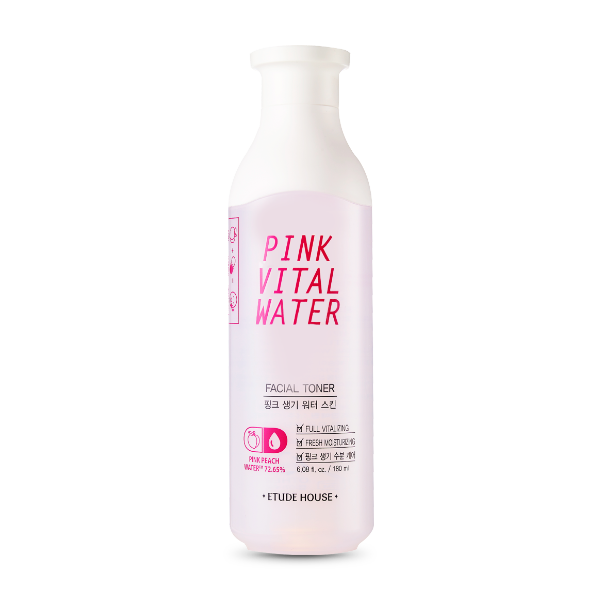 PINK
VITAL
WATER
FACIAL TONER
핑크 생기 워터 스킨
FULL VITALIZING
FRESH MOISTURIZING
핑크 생기 수분 케어
PINK PEACH
WATER™ 72.65%
6.08 fl. oz. / 180 ml
• ETUDE HOUSE •